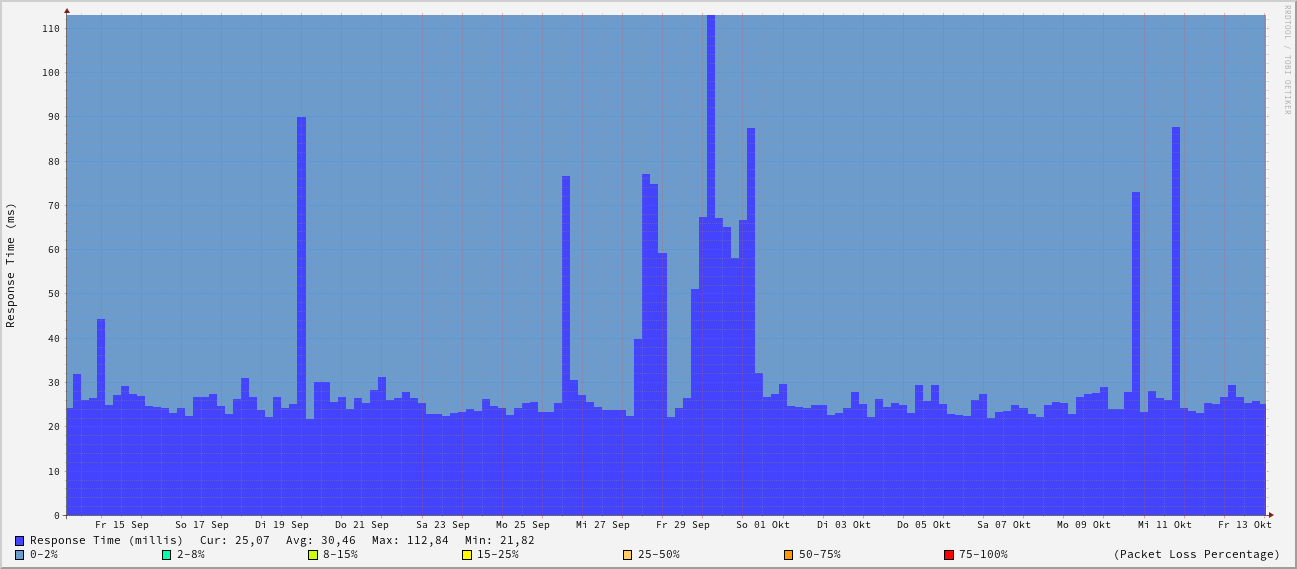 RRDTOOL / TOBI OETIKER
Response Time (ms)
110
100
90
80
70
60
50
40
30
20
10
0
Fr 15 Sep So 17 Sep Di 19 Sep Do 21 Sep Sa 23 Sep Mo 25 Sep Mi 27 Sep Fr 29 Sep So 01 Okt Di 03 Okt Do 05 Okt Sa 07 Okt Mo 09 Okt Mi 11 Okt Fr 13 Okt
Response Time (millis) Cur: 25,07 Avg: 30,46 Max: 112,84 Min: 21,82
0-2% 2-8% 8-15% 15-25% 25-50% 50-75% 75-100% (Packet Loss Percentage)